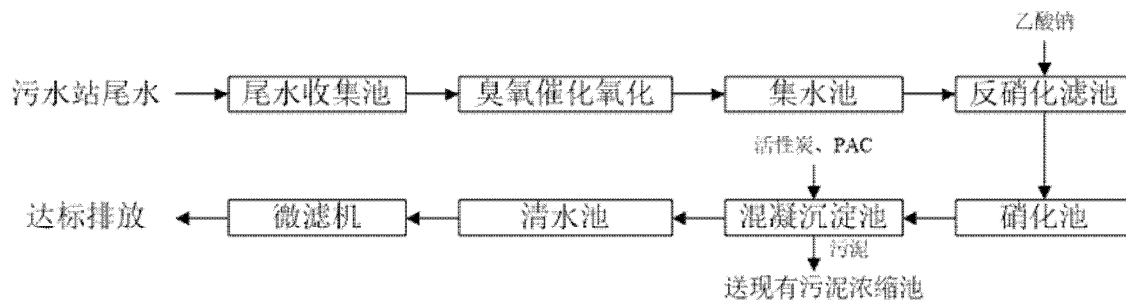 乙酸钠
污水站尾水
尾水收集池
臭氧催化氧化
集水池
反硝化滤池
活性炭、PAC
达标排放
微滤机
清水池
混凝沉淀池
硝化池
污泥
送现有污泥浓缩池